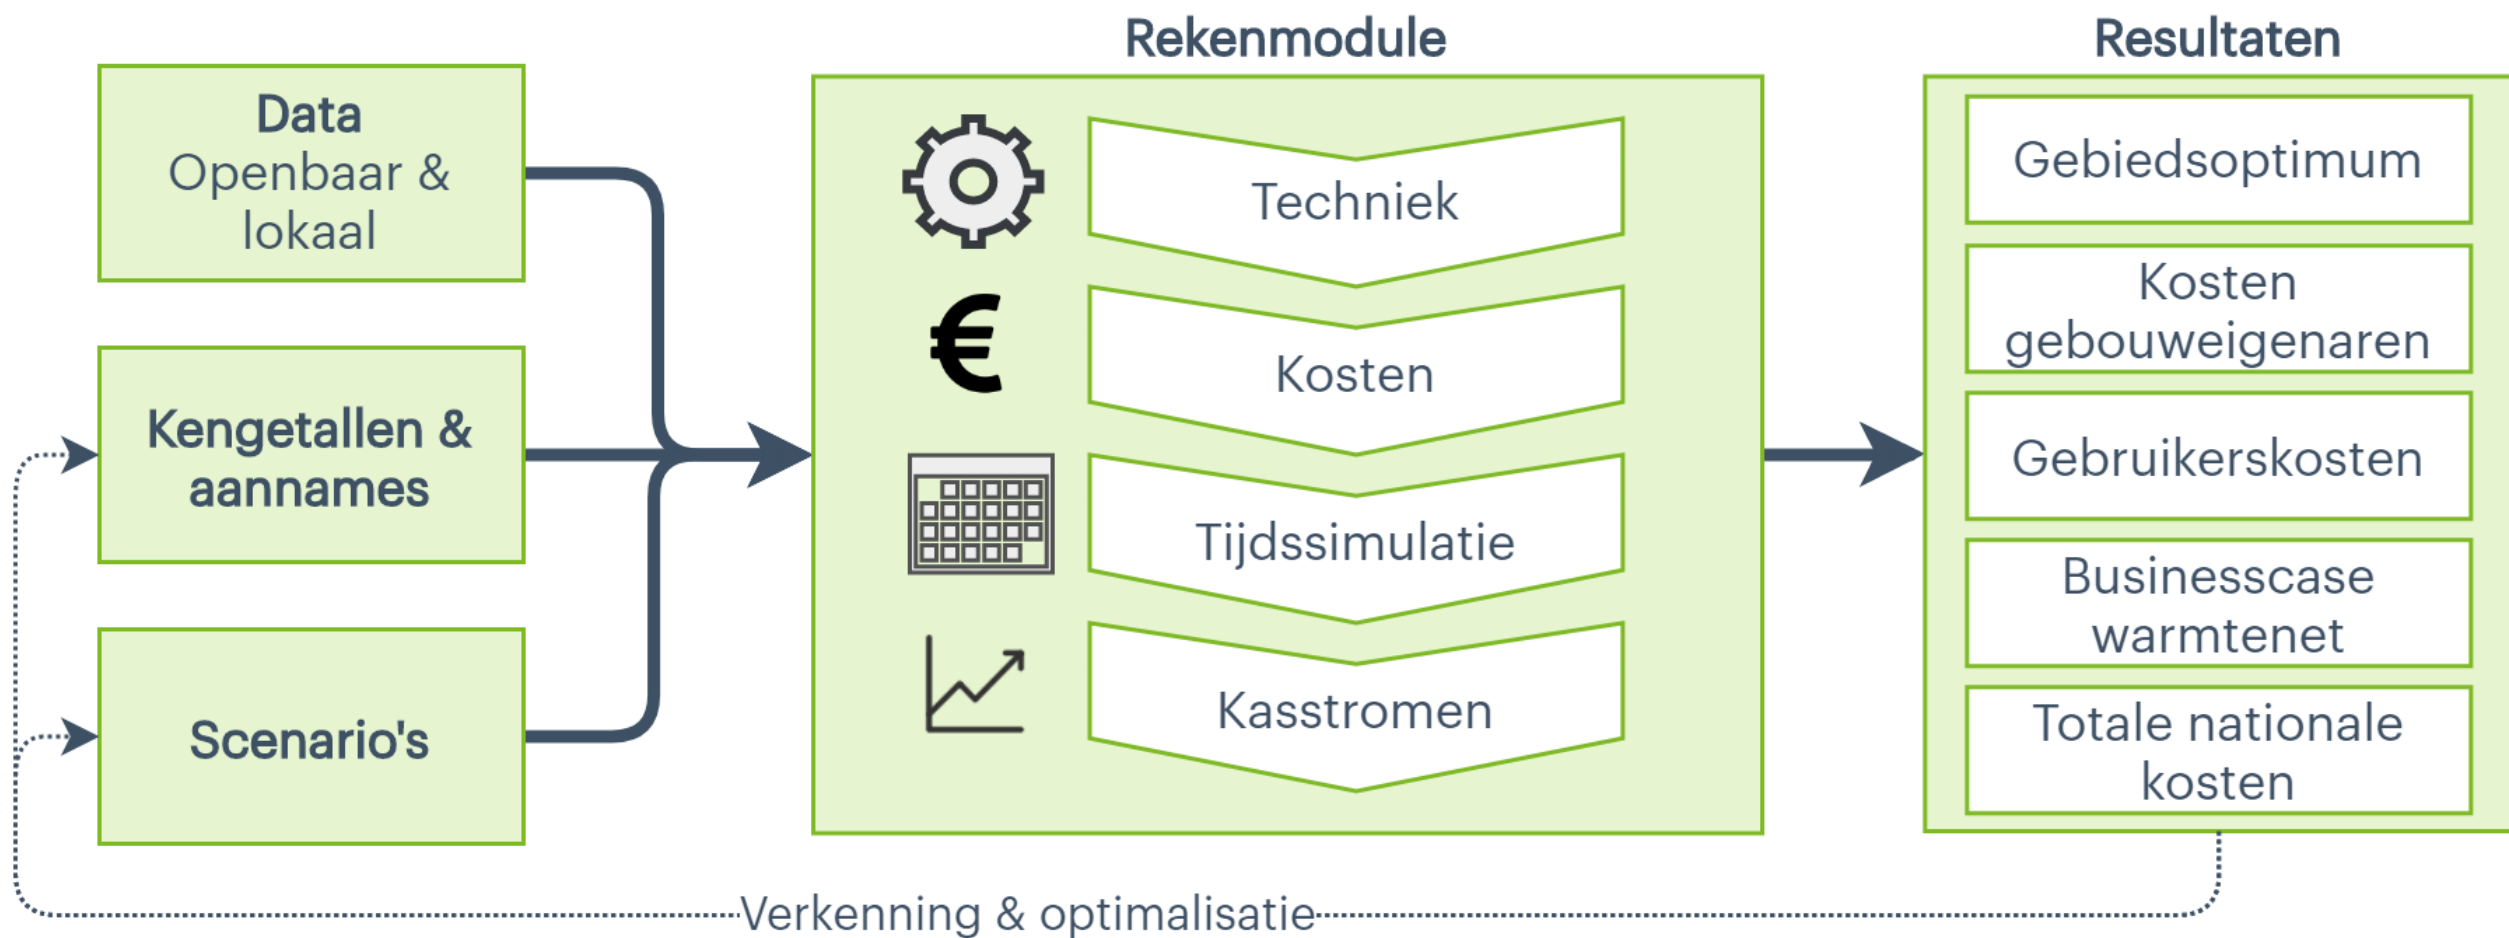 Data
Openbaar &
lokaal
Kengetallen &
aannames
Scenario's
Rekenmodule
Techniek
€
Kosten
Tijdssimulatie
Kasstromen
Resultaten
Gebiedsoptimum
Kosten
gebouweigenaren
Gebruikerskosten
Businesscase
warmtenet
Totale nationale
kosten
Verkenning & optimalisatie